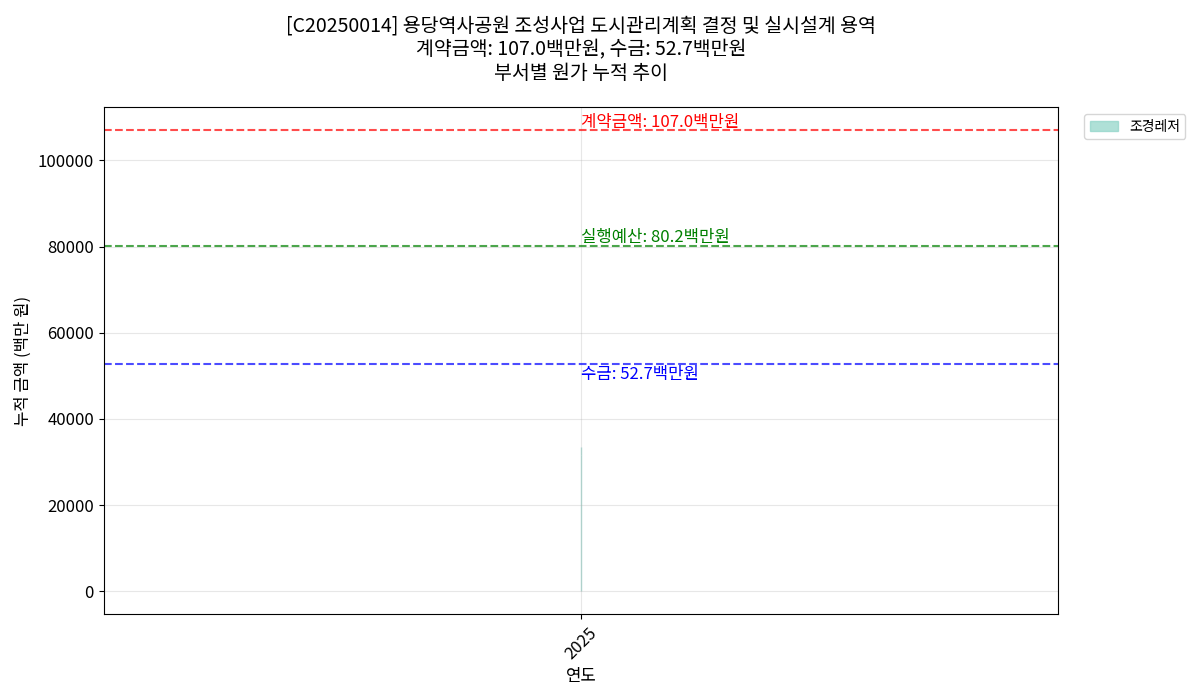 [C20250014] 용당역사공원 조성사업 도시관리계획 결정 및 실시설계 용역
계약금액: 107.0백만원, 수금: 52.7백만원
부서별 원가 누적 추이
계약금액: 107.0백만원
조경레저
100000
실행예산: 80.2백만원
80000
60000
수금: 52.7백만원
40000
20000
0
누적 금액 (백만 원)
2025
연도